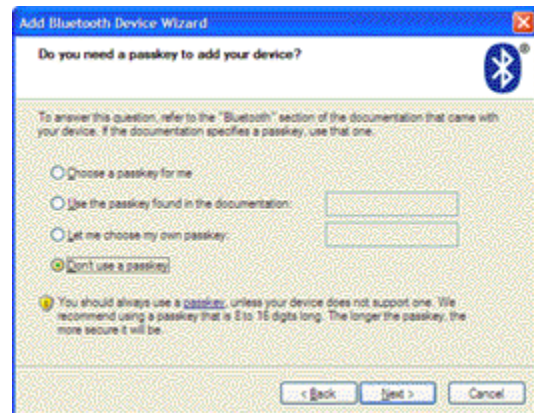 Add Bluetooth Device Wizard
Do you need a passkey to add your device?
®
To answer this question, refer to the "Bluetooth" section of the documentation that came with
your device. If the documentation specifies a passkey, use that one.
Choose a passkey for me
Use the passkey found in the documentation:
Let me choose my own passkey:
Don't use a passkey
You should always use a passkey, unless your device does not support one. We
recommend using a passkey that is 8 to 16 digits long. The longer the passkey, the
more secure it will be.
< Back Next > Cancel